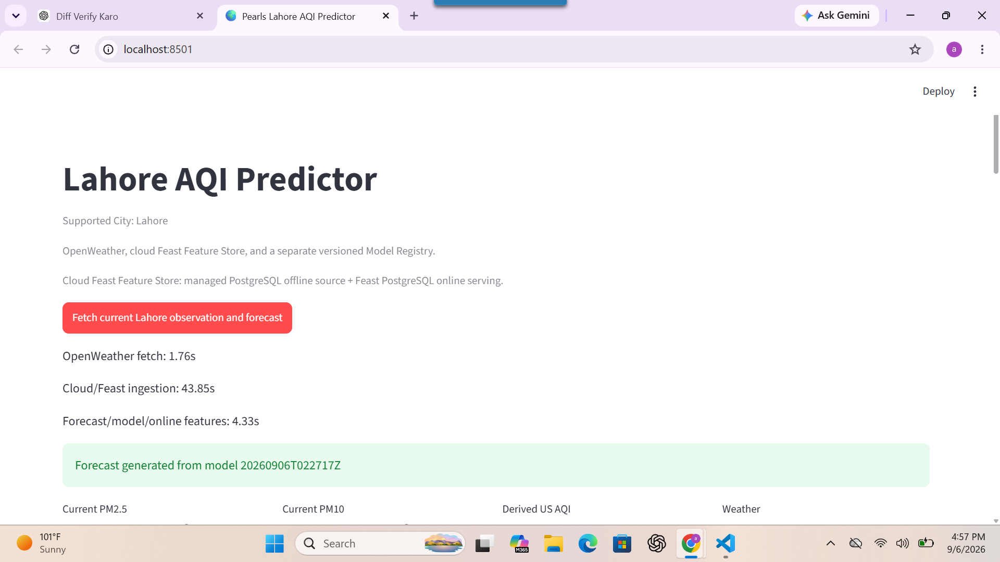 Diff Verify Karo
Pearls Lahore AQI Predictor
Ask Gemini
localhost:8501
a
Deploy
Lahore AQI Predictor
Supported City: Lahore
OpenWeather, cloud Feast Feature Store, and a separate versioned Model Registry.
Cloud Feast Feature Store: managed PostgreSQL offline source + Feast PostgreSQL online serving.
Fetch current Lahore observation and forecast
OpenWeather fetch: 1.76s
Cloud/Feast ingestion: 43.85s
Forecast/model/online features: 4.33s
Forecast generated from model 20260906T022717Z
Current PM2.5
Current PM10
Derived US AQI
Weather
101°F
Sunny
Search
M365
a
4:57 PM
9/6/2026